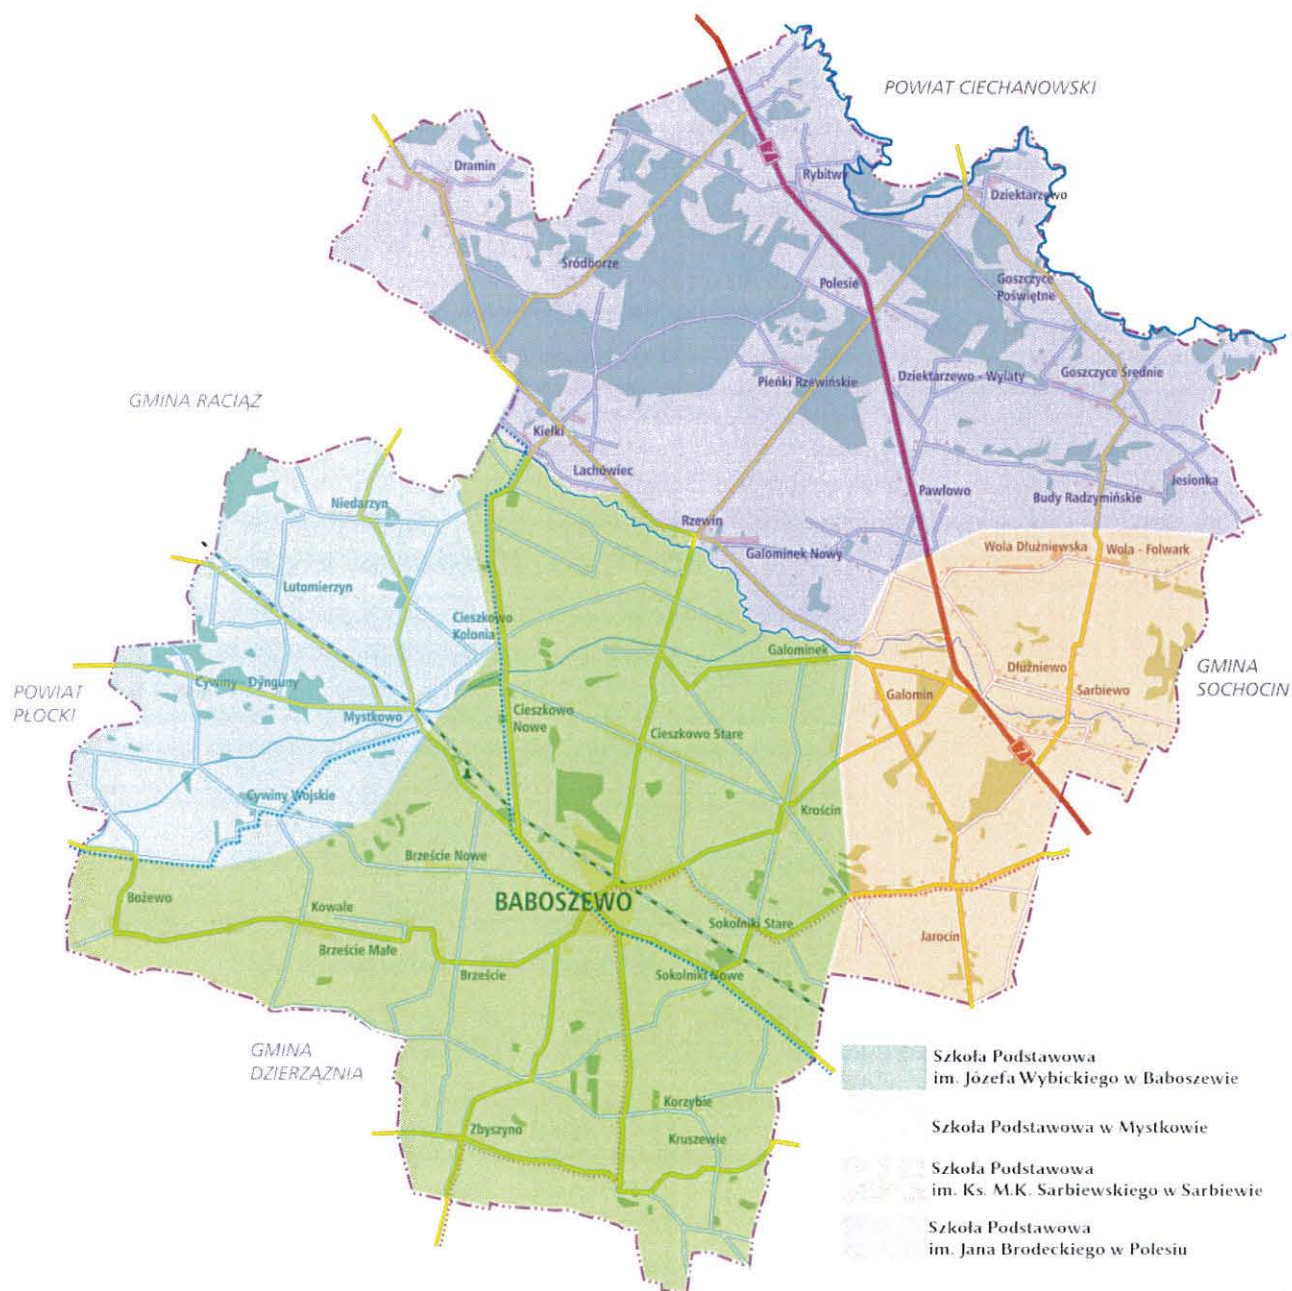 POWIAT CIECHANOWSKI
7
Dramin
Rybitwy
Dziektarzewo
Śródborze
Polesie
Goszczyce
Poświętne
Pieńki Rzewińskie
Dziektarzewo - Wylaty
Goszczyce Średnie
GMINA RACIĄŻ
Kiełki
Lachówiec
Jesionka
Pawłowo
Budy Radzymińskie
Niedarzyn
Rzewin
Galominek Nowy
Wola Dłużniewska
Wola - Folwark
Lutomierzyn
Cieszkowo
Kolonia
Galominek
Dłużniewo
GMINA
SOCHOCIN
Cywiny - Dynguny
Galomin
Sarbiewo
POWIAT
PŁOCKI
Mystkowo
Cieszkowo
Nowe
Cieszkowo Stare
7
Cywiny Wojskie
Krościn
Brzeście Nowe
BABOSZEWO
Bożewo
Kowale
Sokolniki Stare
Jarocin
Brzeście Małe
Brzeście
Sokolniki Nowe
GMINA
DZIERZĄZNIA
Korzybie
Zbyszyno
Kruszewie
Szkoła Podstawowa
im. Józefa Wybickiego w Baboszewie
Szkoła Podstawowa w Mystkowie
Szkoła Podstawowa
im. Ks. M.K. Sarbiewskiego w Sarbiewie
Szkoła Podstawowa
im. Jana Brodeckiego w Polesiu